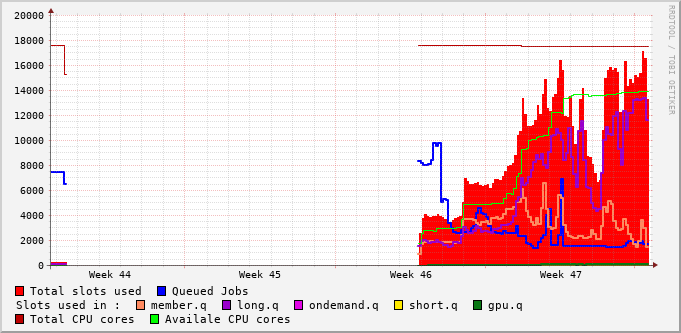 20000
18000
16000
14000
12000
10000
8000
6000
4000
2000
0
Week 44 Week 45 Week 46 Week 47
Total slots used Queued Jobs
Slots used in : member.q long.q ondemand.q short.q gpu.q
Total CPU cores Availale CPU cores
RRDTOOL / TOBI OETIKER